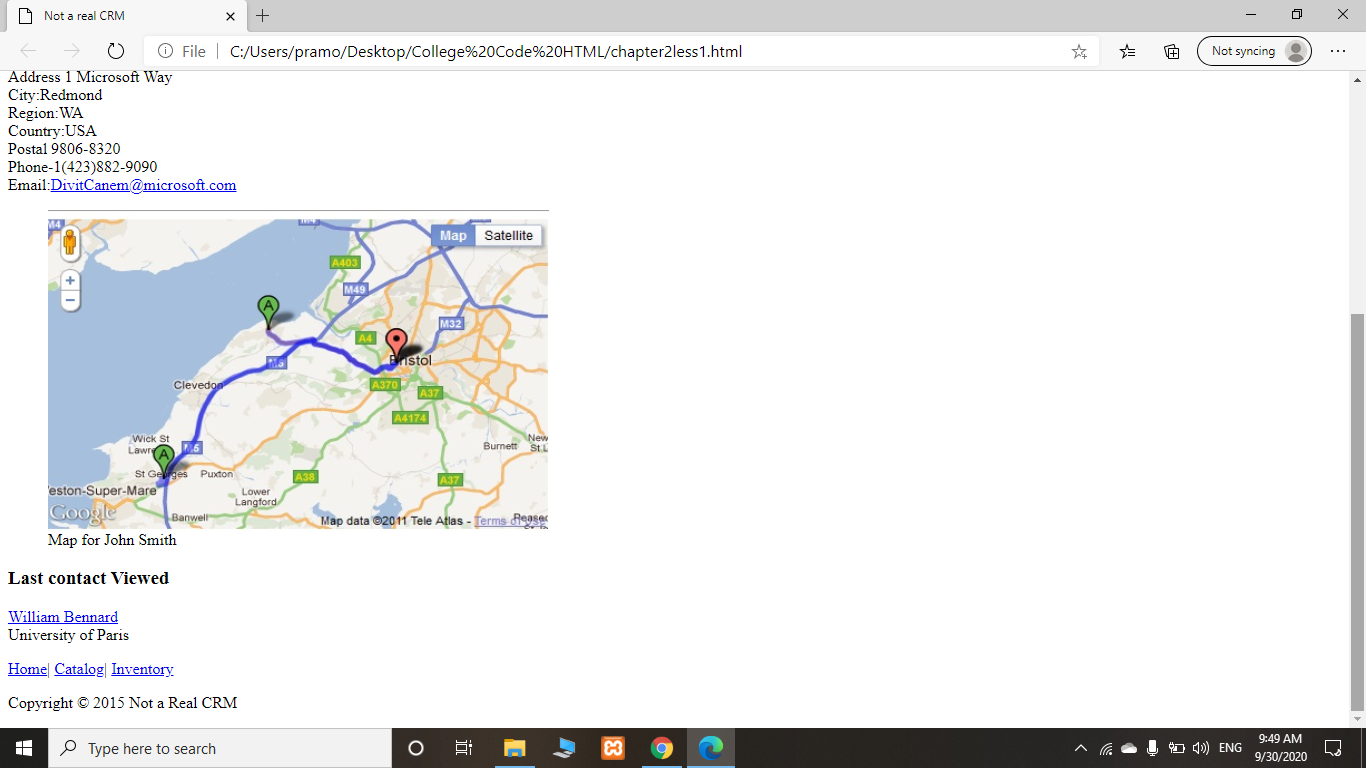 Not a real CRM
File
C:/Users/pramo/Desktop/College%20Code%20HTML/chapter2less1.html
Not syncing
Address 1 Microsoft Way
City:Redmond
Region:WA
Country:USA
Postal 9806-8320
Phone-1(423)882-9090
Email:DivitCanem@microsoft.com
M4
Map
Satellite
A403
M49
M32
A
A4
Bristol
M5
A370
A37
Clevedon
A4174
Wick St
Lawre
M5
Burnett
New
St L
A
St Georges
Puxton
A38
A37
eston-Super-Mare
Lower
Langford
Google
Banwell
Map data ©2011 Tele Atlas - Terms of Use
Peased
Map for John Smith
Last contact Viewed
William Bennard
University of Paris
Home| Catalog| Inventory
Copyright © 2015 Not a Real CRM
Type here to search
ENG
9:49 AM
9/30/2020